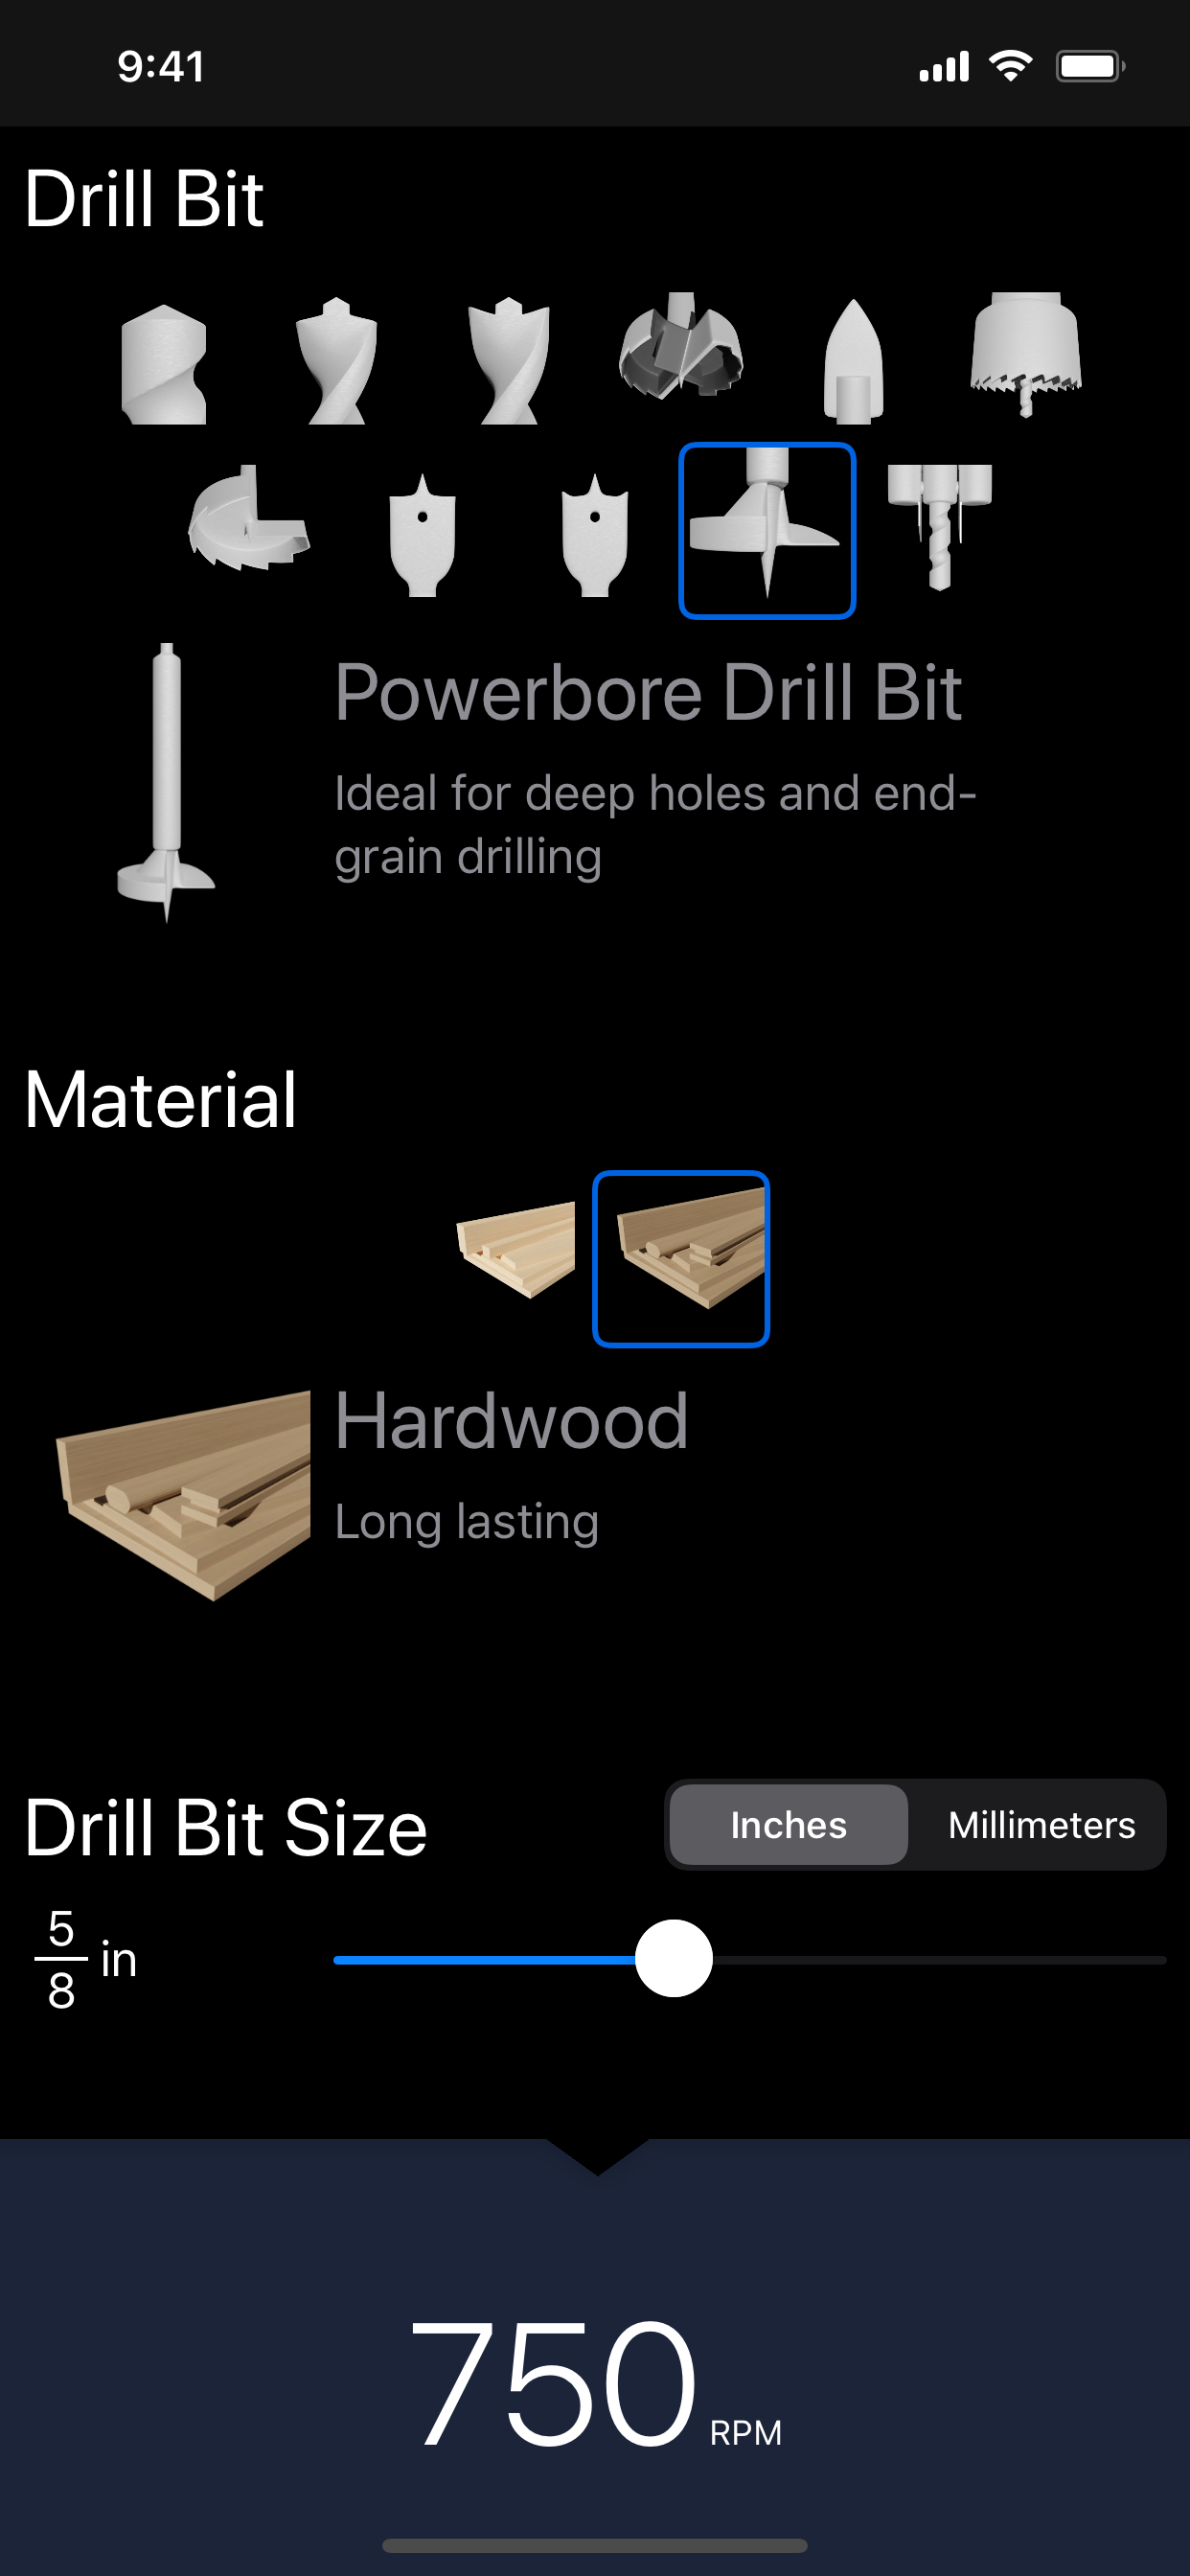 9:41
Drill Bit
Powerbore Drill Bit
Ideal for deep holes and end-
grain drilling
Material
Hardwood
Long lasting
Drill Bit Size
Inches
Millimeters
5
8
in
750 RPM